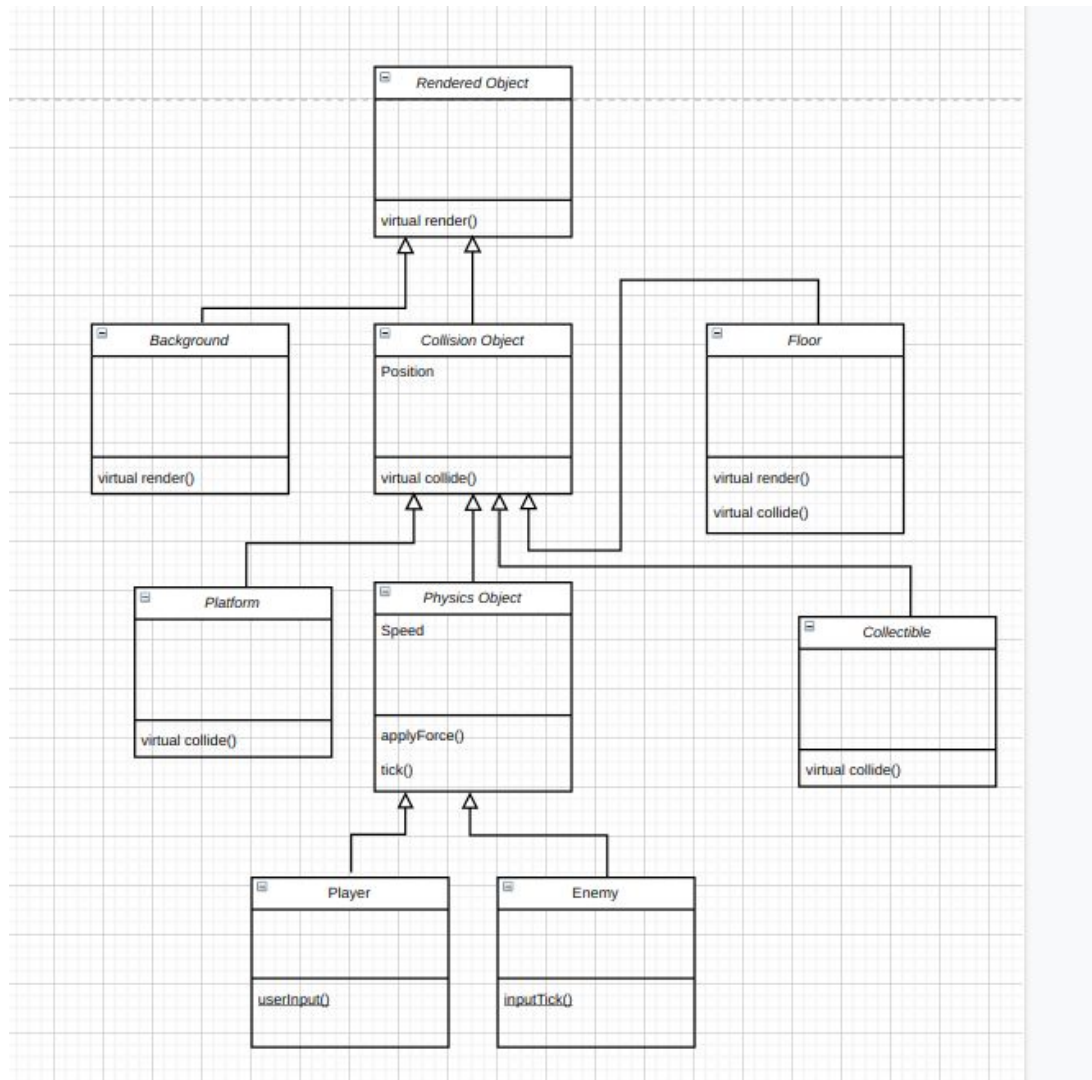 Rendered Object
virtual render()
Background
virtual render()
Collision Object
Position
virtual collide()
Floor
virtual render()
virtual collide()
Platform
virtual collide()
Physics Object
Speed
applyForce()
tick()
Collectible
virtual collide()
Player
userInput()
Enemy
inputTick()